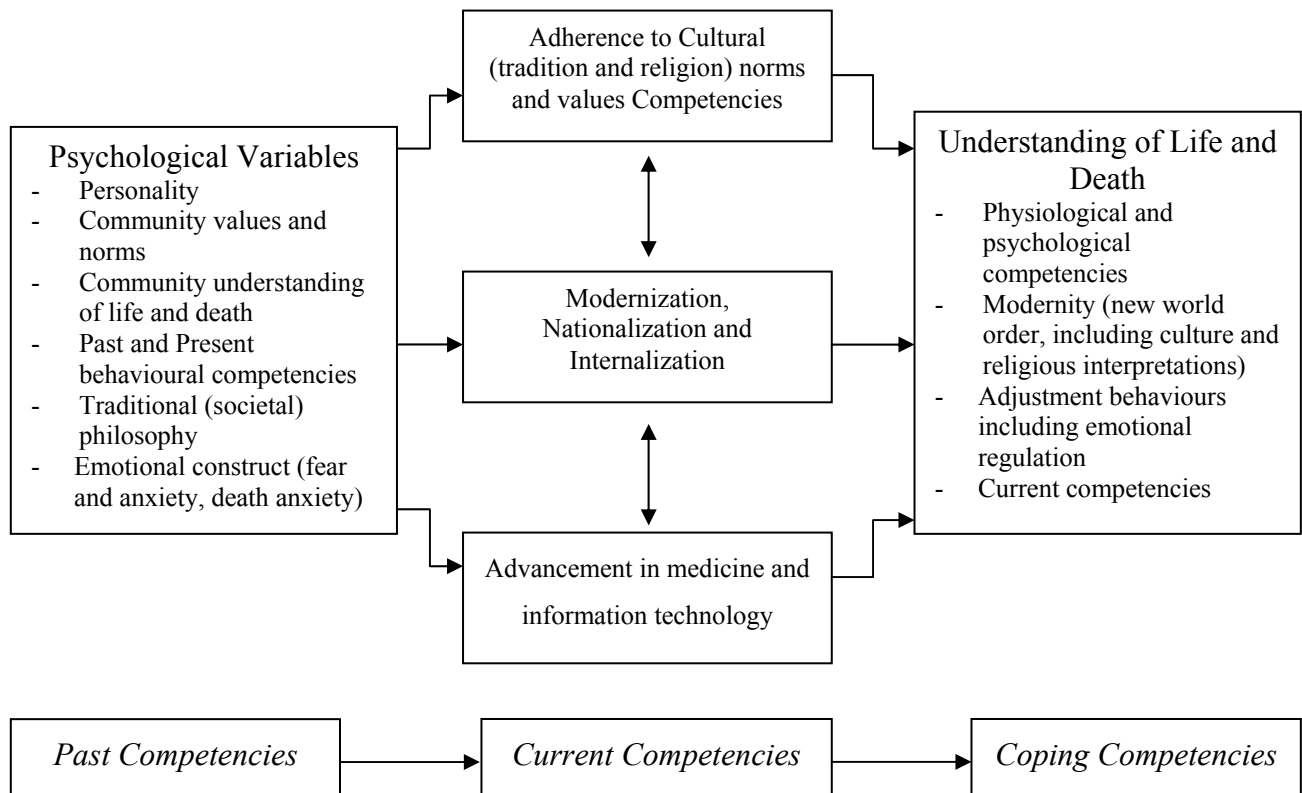 Adherence to Cultural
(tradition and religion) norms
and values Competencies
Psychological Variables
- Personality
- Community values and
norms
- Community understanding
of life and death
- Past and Present
behavioural competencies
- Traditional (societal)
philosophy
- Emotional construct (fear
and anxiety, death anxiety)
Modernization,
Nationalization and
Internalization
Advancement in medicine and
information technology
Understanding of Life and
Death
- Physiological and
psychological
competencies
- Modernity (new world
order, including culture and
religious interpretations)
- Adjustment behaviours
including emotional
regulation
- Current competencies
Past Competencies
Current Competencies
Coping Competencies